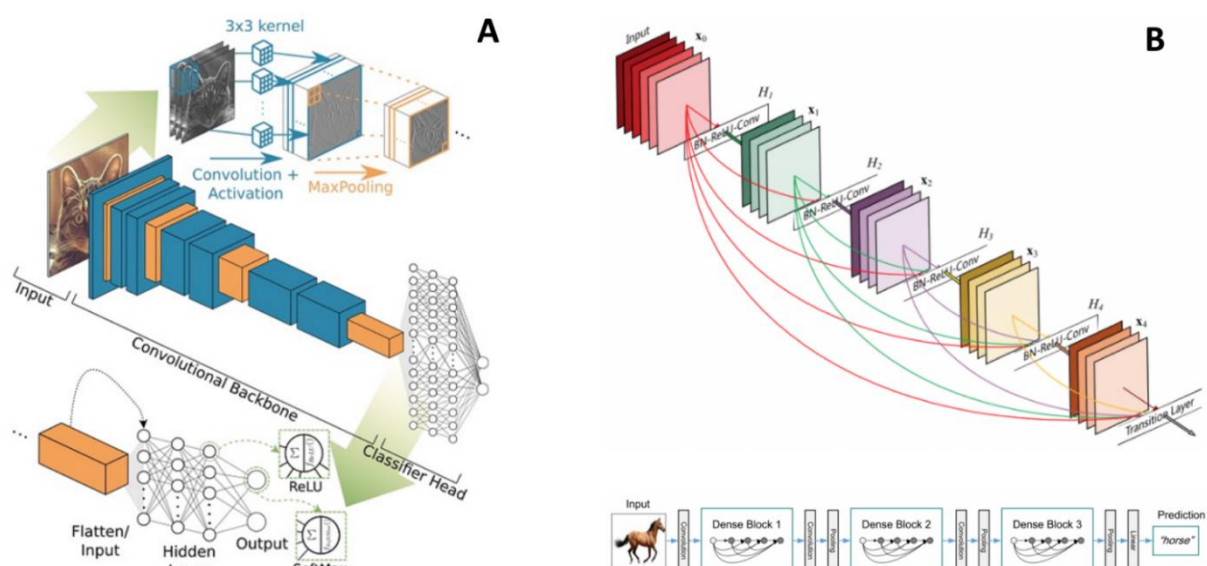 A
3x3 kernel
Convolution +
Activation
MaxPooling
...
Input
Convolutional Backbone
Classifier Head
...
Flatten/
Input
Hidden
Output
ReLU
B
Input
x₀
H₁
BN-ReLU-Conv
x₁
H₂
BN-ReLU-Conv
x₂
H₃
BN-ReLU-Conv
x₃
H₄
BN-ReLU-Conv
x₄
Transition Layer
Input
Prediction
Convolution
Dense Block 1
Convolution
Pooling
Dense Block 2
Convolution
Pooling
Dense Block 3
Pooling
Linear
"horse"